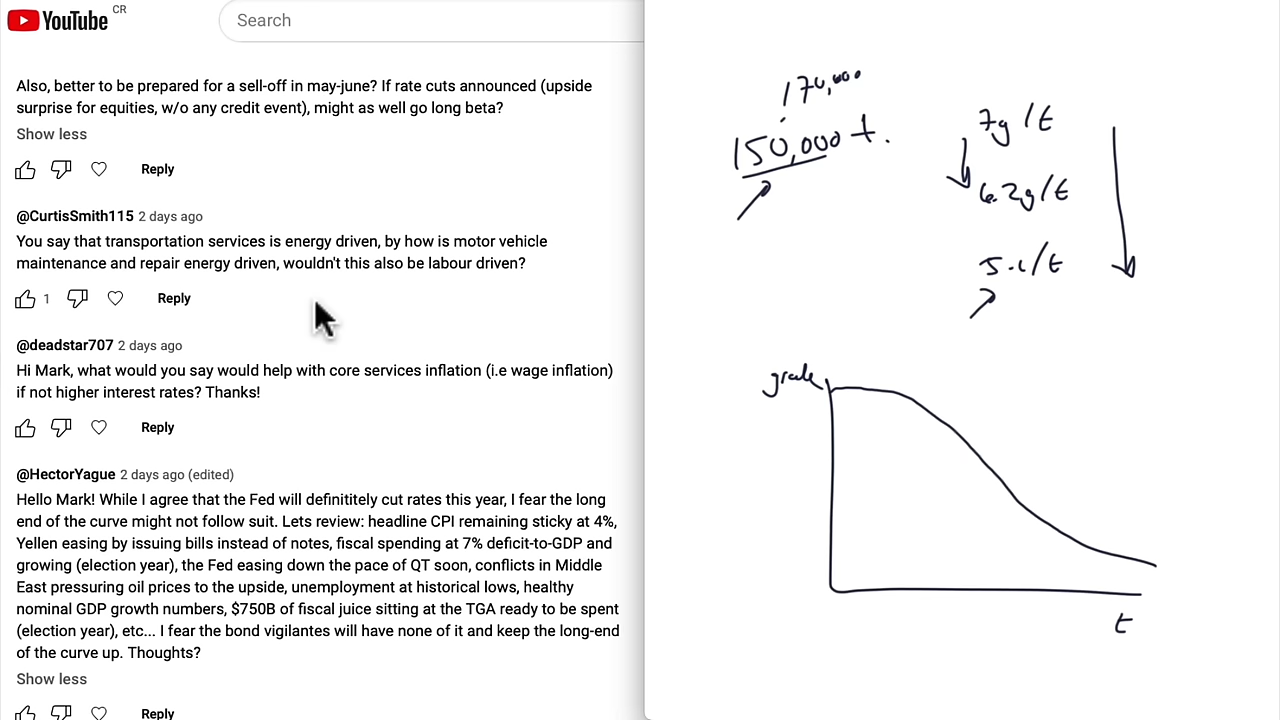 YouTube CR
Search
Also, better to be prepared for a sell-off in may-june? If rate cuts announced (upside
surprise for equities, w/o any credit event), might as well go long beta?
Show less
Reply
@CurtisSmith115 2 days ago
You say that transportation services is energy driven, by how is motor vehicle
maintenance and repair energy driven, wouldn't this also be labour driven?
1
Reply
@deadstar707 2 days ago
Hi Mark, what would you say would help with core services inflation (i.e wage inflation)
if not higher interest rates? Thanks!
Reply
@HectorYague 2 days ago (edited)
Hello Mark! While I agree that the Fed will definititely cut rates this year, I fear the long
end of the curve might not follow suit. Lets review: headline CPI remaining sticky at 4%,
Yellen easing by issuing bills instead of notes, fiscal spending at 7% deficit-to-GDP and
growing (election year), the Fed easing down the pace of QT soon, conflicts in Middle
East pressuring oil prices to the upside, unemployment at historical lows, healthy
nominal GDP growth numbers, $750B of fiscal juice sitting at the TGA ready to be spent
(election year), etc... I fear the bond vigilantes will have none of it and keep the long-end
of the curve up. Thoughts?
Show less
Reply
170,000
150,000 t.
7g/t
6.2g/t
grade
t